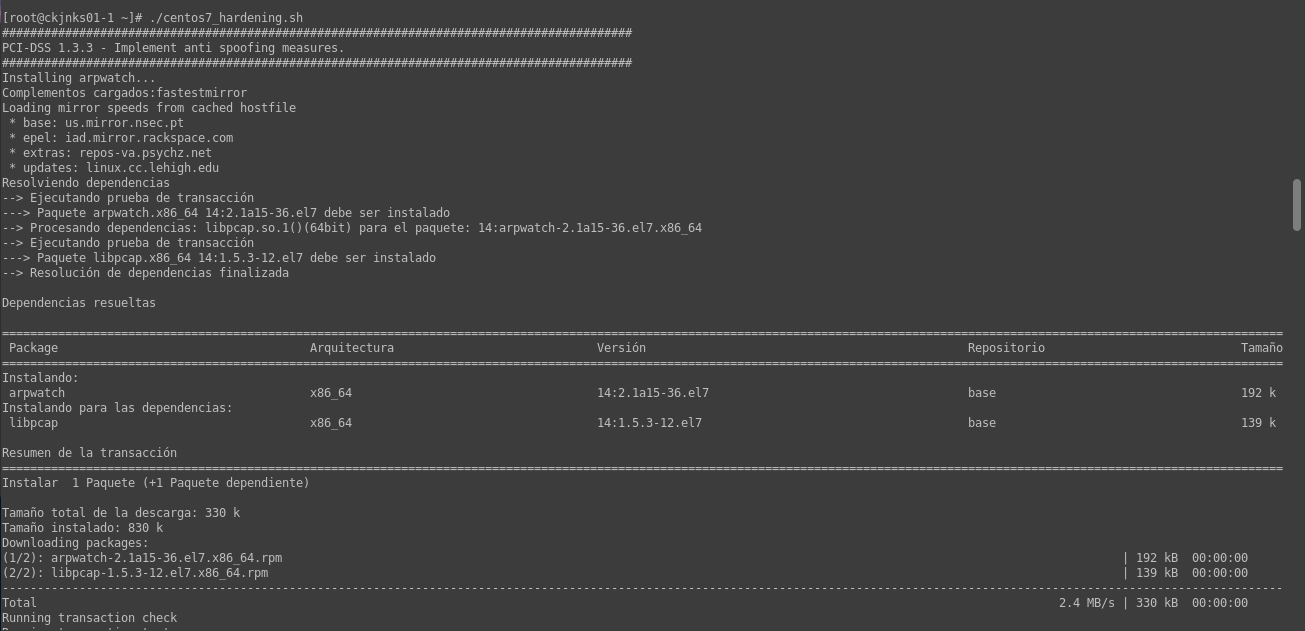 [root@ckjnks01-1 ~]# ./centos7_hardening.sh
##########################################################################################
PCI-DSS 1.3.3 - Implement anti spoofing measures.
##########################################################################################
Installing arpwatch...
Complementos cargados:fastestmirror
Loading mirror speeds from cached hostfile
 * base: us.mirror.nsec.pt
 * epel: iad.mirror.rackspace.com
 * extras: repos-va.psychz.net
 * updates: linux.cc.lehigh.edu
Resolviendo dependencias
--> Ejecutando prueba de transacción
---> Paquete arpwatch.x86_64 14:2.1a15-36.el7 debe ser instalado
--> Procesando dependencias: libpcap.so.1()(64bit) para el paquete: 14:arpwatch-2.1a15-36.el7.x86_64
--> Ejecutando prueba de transacción
---> Paquete libpcap.x86_64 14:1.5.3-12.el7 debe ser instalado
--> Resolución de dependencias finalizada
Dependencias resueltas
Package Arquitectura Versión Repositorio Tamaño
Instalando:
arpwatch x86_64 14:2.1a15-36.el7 base 192 k
Instalando para las dependencias:
libpcap x86_64 14:1.5.3-12.el7 base 139 k
Resumen de la transacción
Instalar  1 Paquete (+1 Paquete dependiente)
Tamaño total de la descarga: 330 k
Tamaño instalado: 830 k
Downloading packages:
(1/2): arpwatch-2.1a15-36.el7.x86_64.rpm | 192 kB  00:00:00
(2/2): libpcap-1.5.3-12.el7.x86_64.rpm | 139 kB  00:00:00
Total 2.4 MB/s | 330 kB  00:00:00
Running transaction check